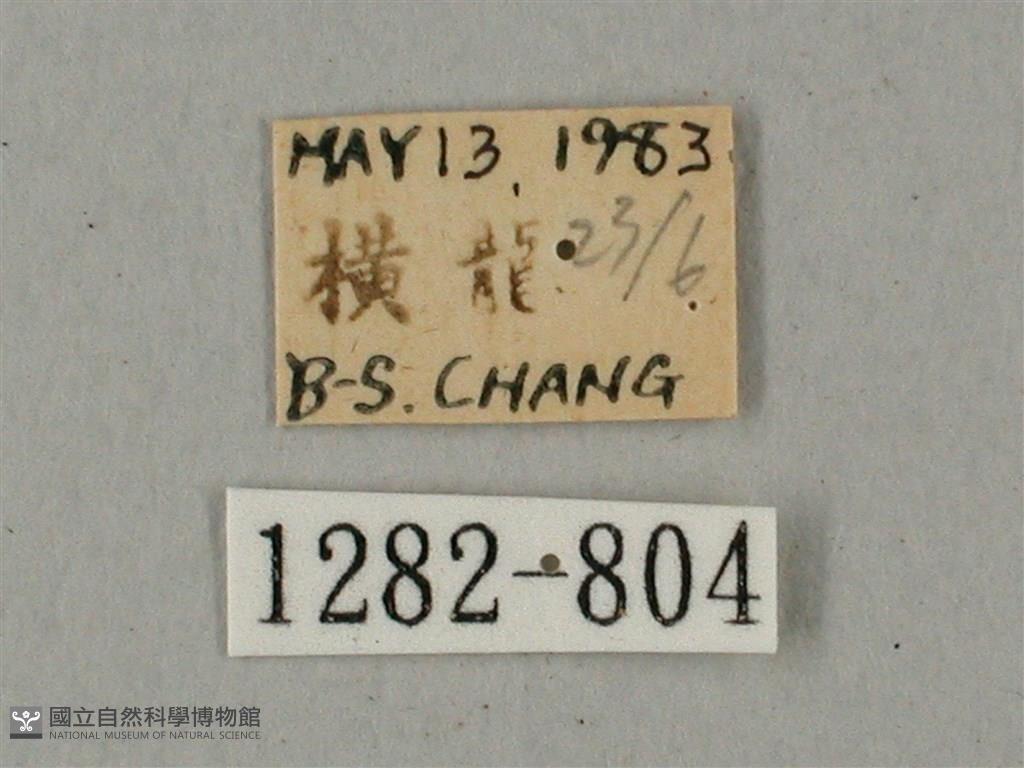 MAY 13, 1983
橫龍 23/6
B-S. CHANG
1282-804
國立自然科學博物館
NATIONAL MUSEUM OF NATURAL SCIENCE